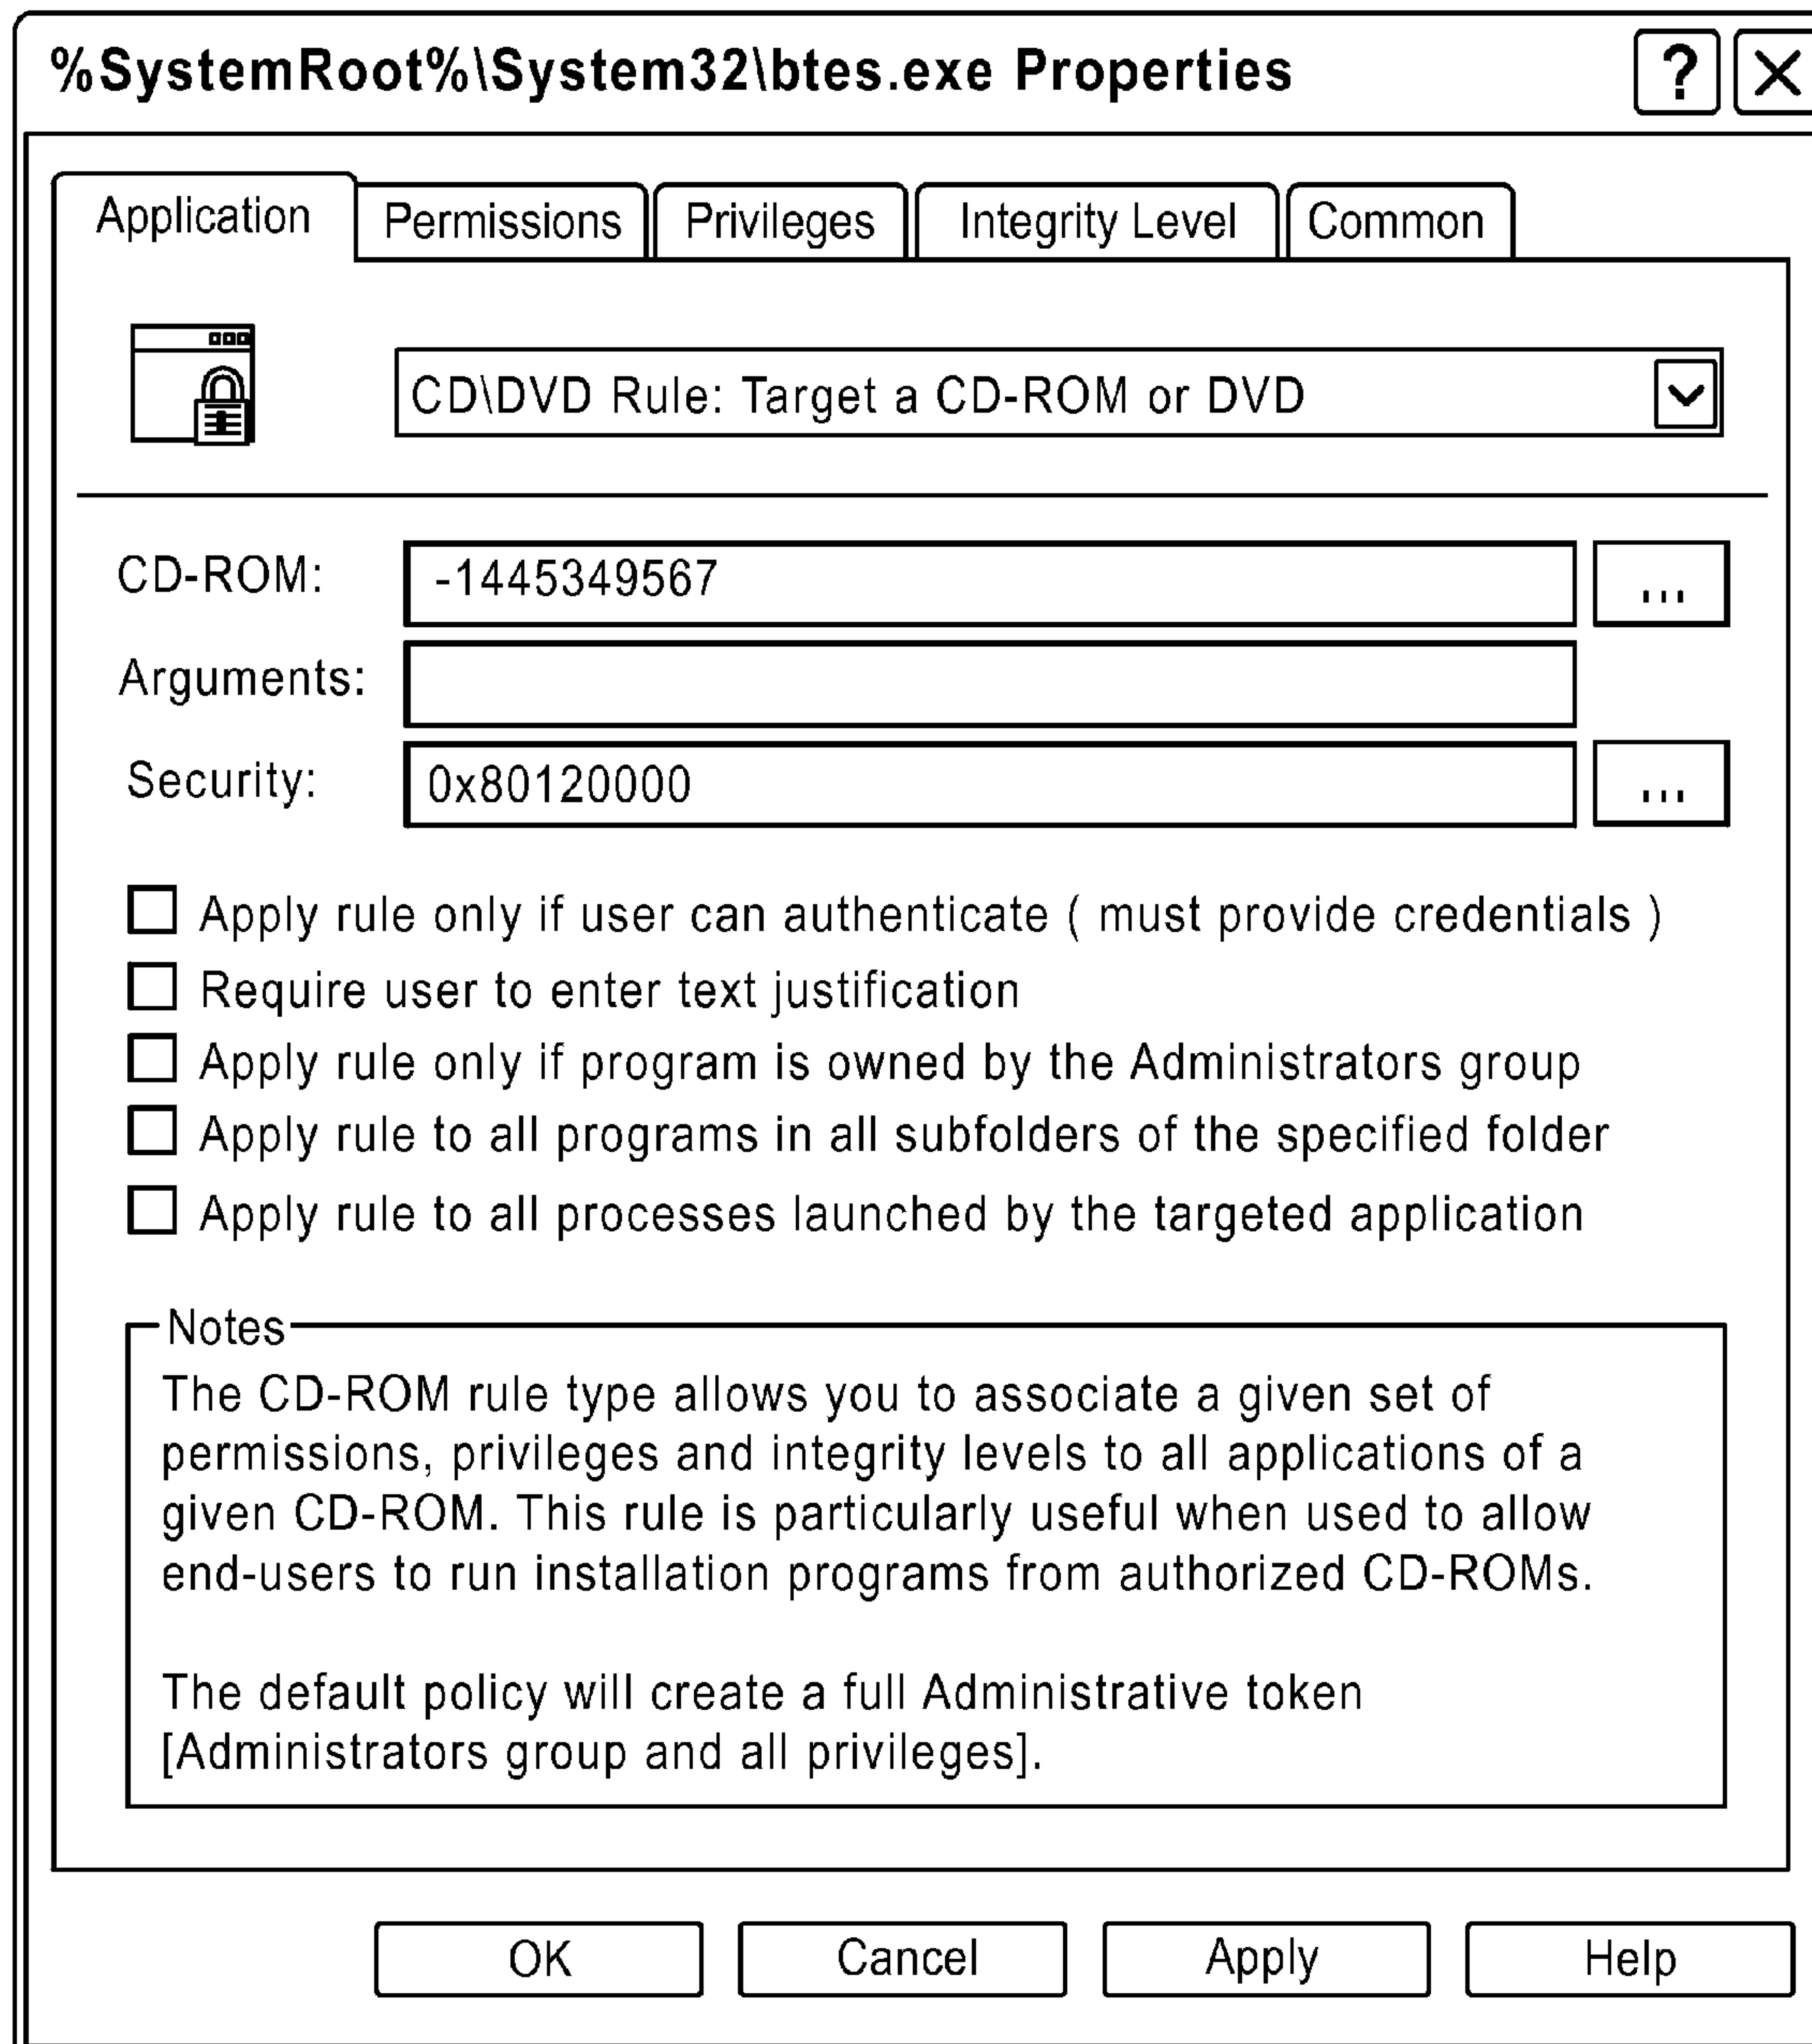 %SystemRoot%\System32\btes.exe Properties ?
Application Permissions Privileges Integrity Level Common
CD\DVD Rule: Target a CD-ROM or DVD
CD-ROM: -1445349567 ...
Arguments:
Security: 0x80120000 ...
Apply rule only if user can authenticate ( must provide credentials )
Require user to enter text justification
Apply rule only if program is owned by the Administrators group
Apply rule to all programs in all subfolders of the specified folder
Apply rule to all processes launched by the targeted application
Notes
The CD-ROM rule type allows you to associate a given set of
permissions, privileges and integrity levels to all applications of a
given CD-ROM. This rule is particularly useful when used to allow
end-users to run installation programs from authorized CD-ROMs.
The default policy will create a full Administrative token
[Administrators group and all privileges].
OK Cancel Apply Help